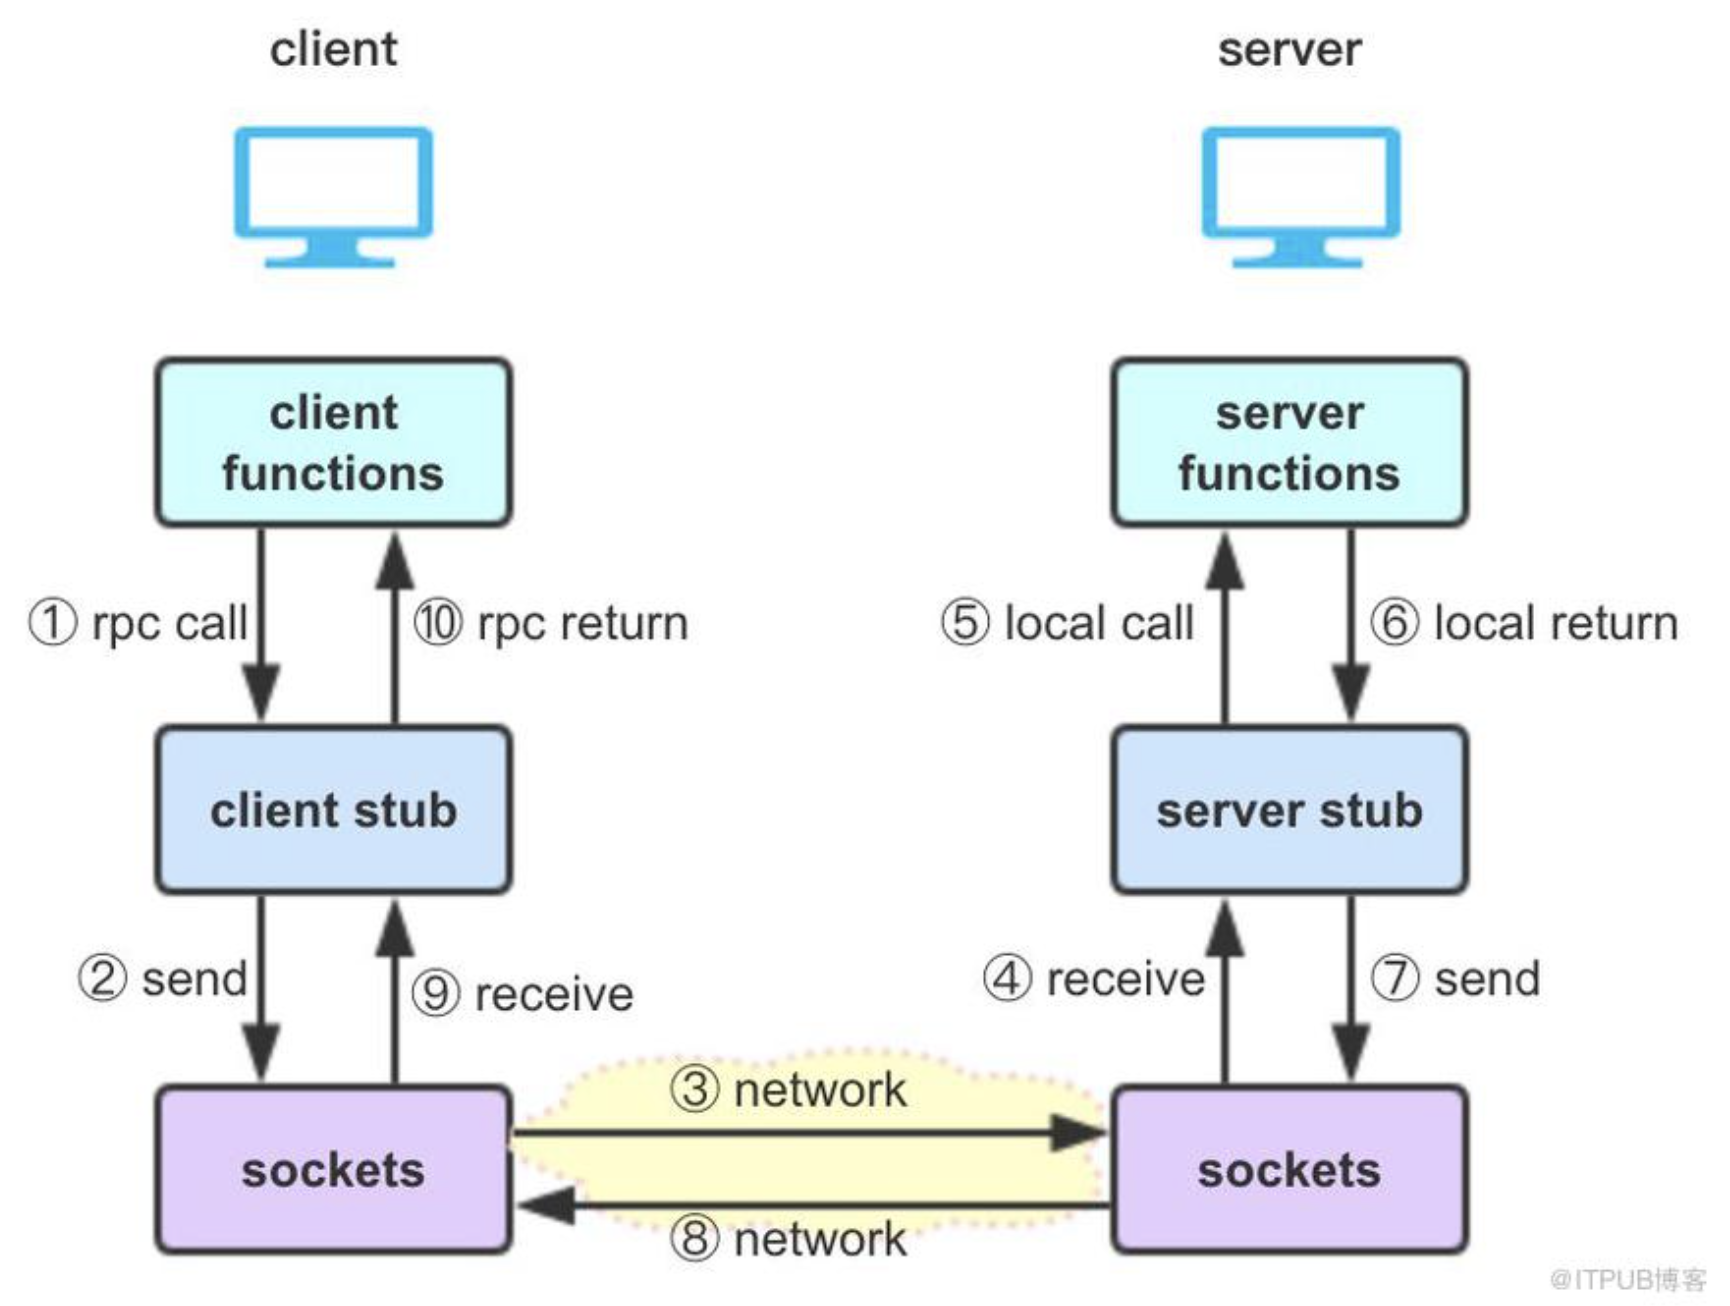 client
server
client
functions
server
functions
① rpc call
⑩ rpc return
⑤ local call
⑥ local return
client stub
server stub
② send
⑨ receive
④ receive
⑦ send
③ network
sockets
sockets
⑧ network
@ITPUB博客